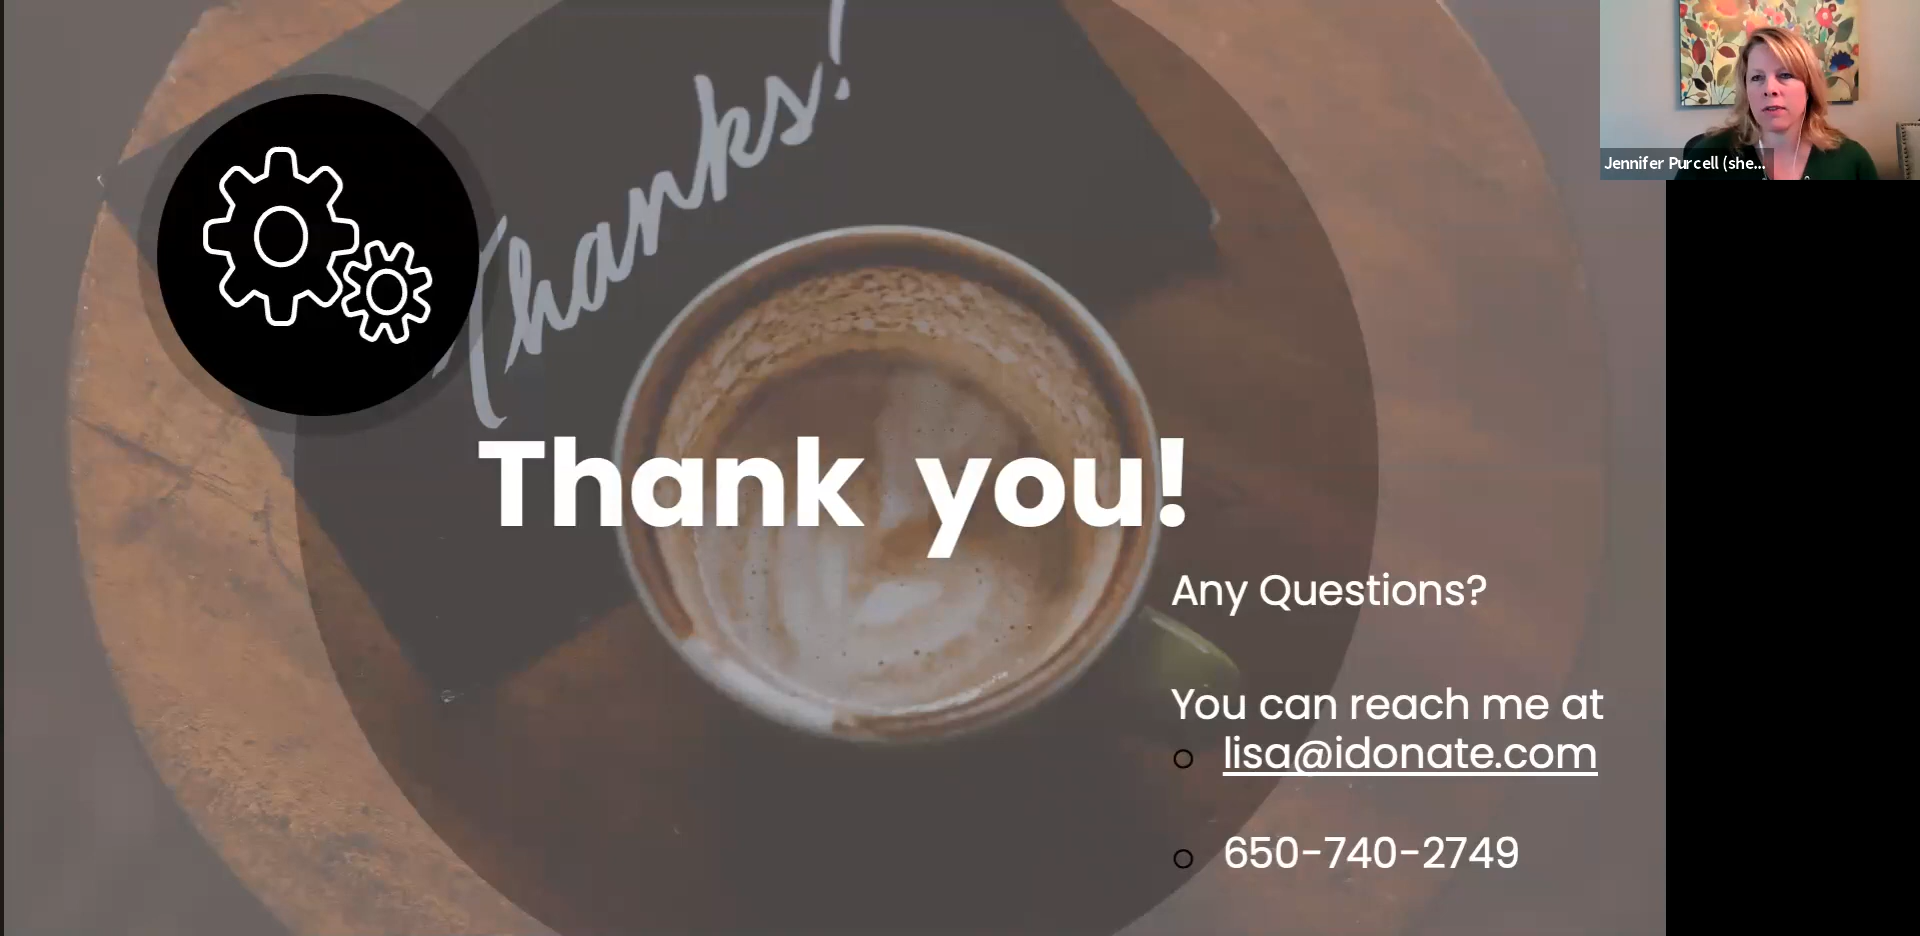 Thanks!
Thank you!
Any Questions?
You can reach me at
lisa@idonate.com
650-740-2749
Jennifer Purcell (she...